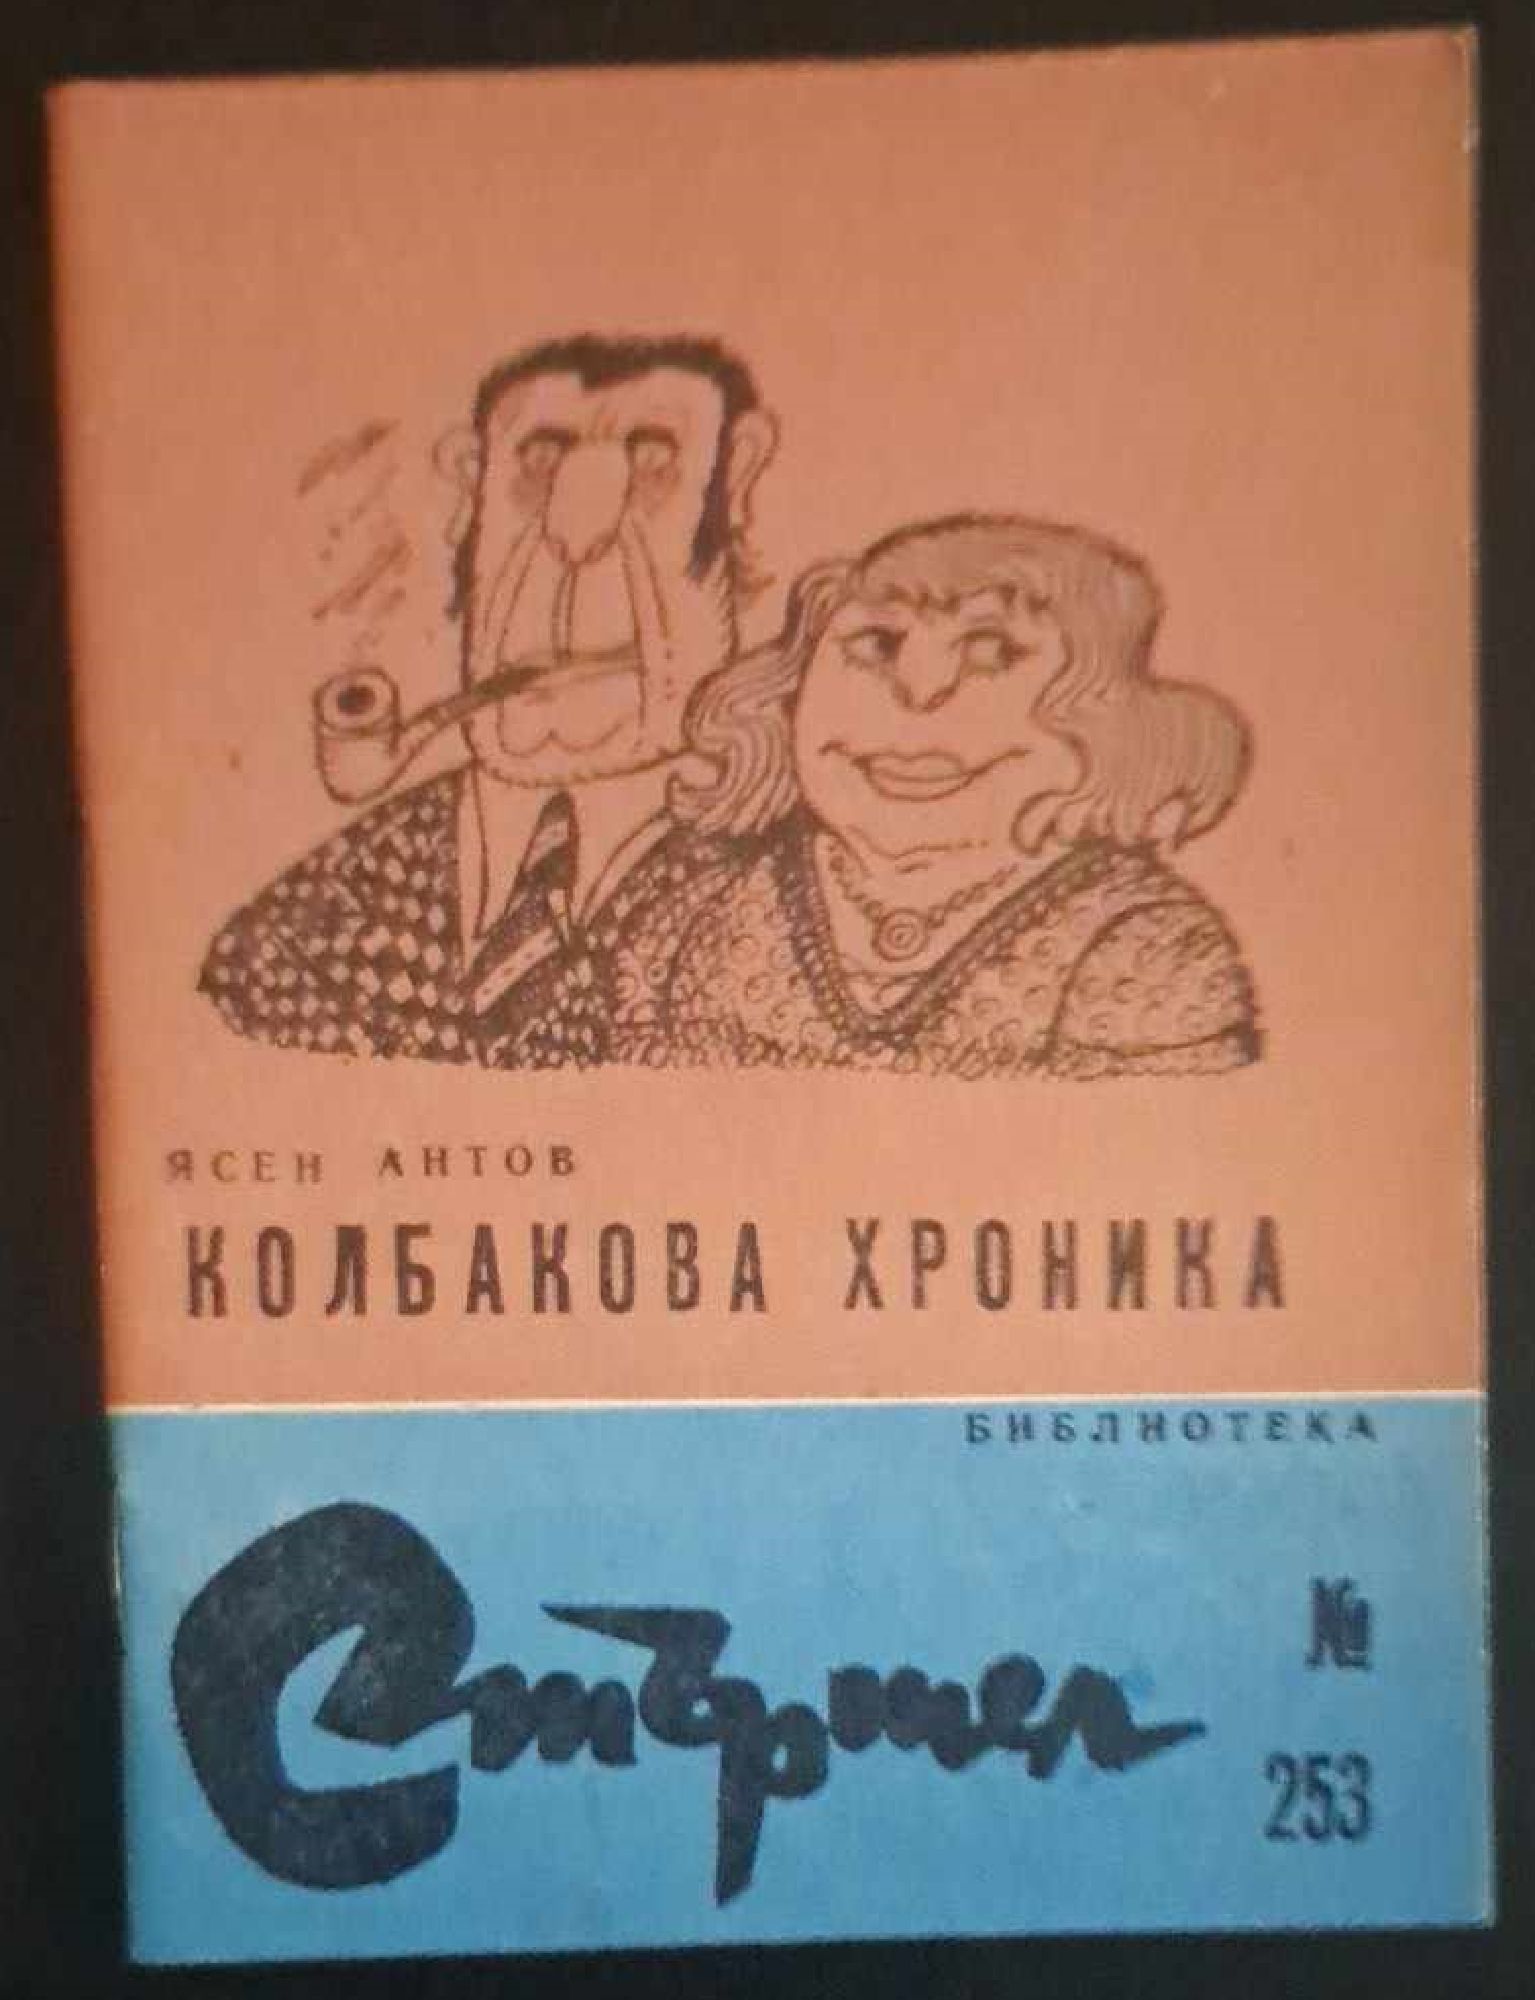 ЯСЕН АНТОВ
КОЛБАКОВА ХРОНИКА
БИБЛИОТЕКА
Стършел
№
253